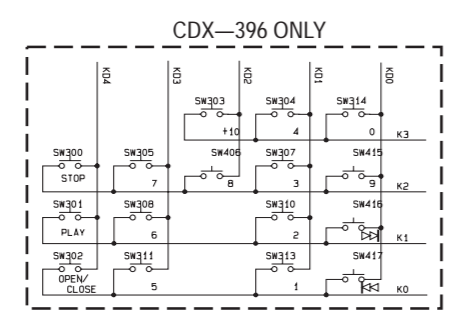 CDX—396 ONLY
KD4 KD3 KD2 KD1 KD0
SW303 SW304 SW314
+10 4 0 K3
SW300 SW305 SW406 SW307 SW415
STOP 7 8 3 9 K2
SW301 SW308 SW310 SW416
PLAY 6 2 K1
SW302 SW311 SW313 SW417
OPEN/
CLOSE 5 1 K0